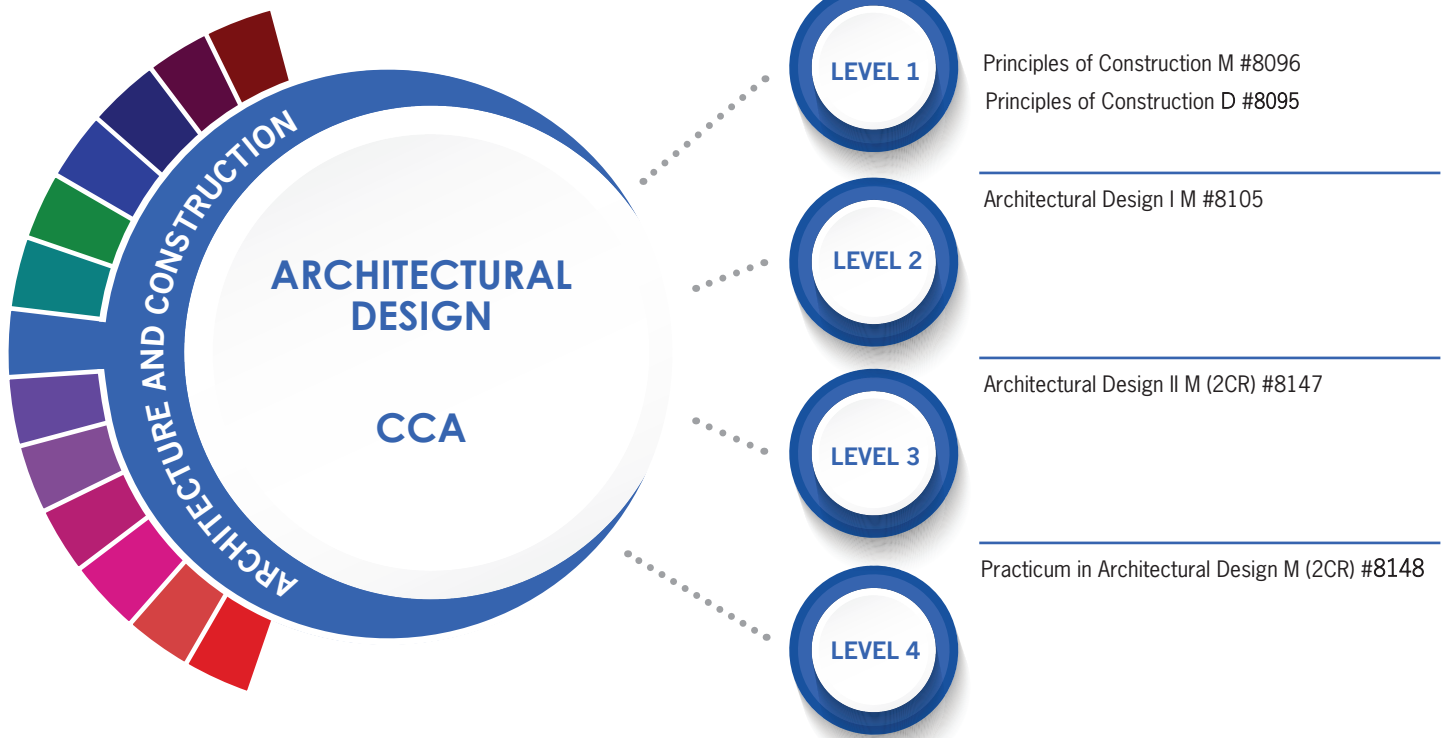 ARCHITECTURE AND CONSTRUCTION
ARCHITECTURAL
DESIGN
CCA
LEVEL 1
Principles of Construction M #8096
Principles of Construction D #8095
LEVEL 2
Architectural Design I M #8105
LEVEL 3
Architectural Design II M (2CR) #8147
LEVEL 4
Practicum in Architectural Design M (2CR) #8148